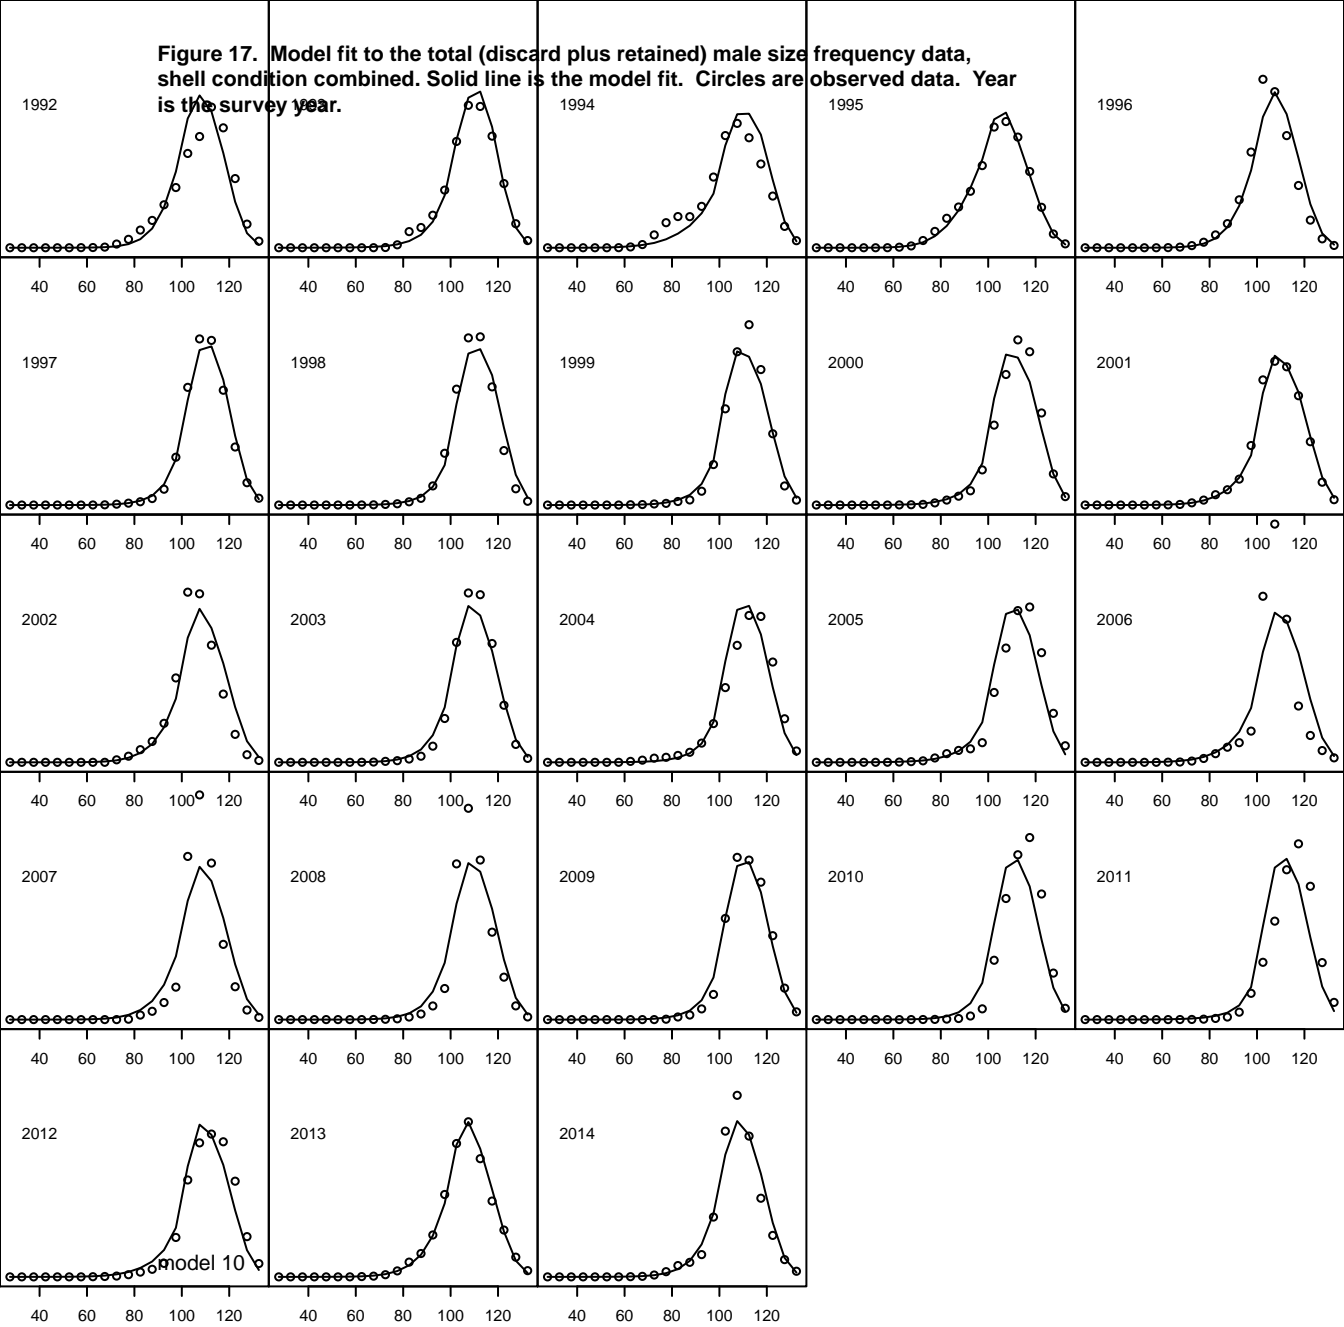 Figure 17.  Model fit to the total (discard plus retained) male size frequency data,
shell condition combined. Solid line is the model fit.  Circles are observed data.  Year
is the survey year.
1992 1993 1994 1995 1996
40 60 80 100 120 40 60 80 100 120 40 60 80 100 120 40 60 80 100 120 40 60 80 100 120
1997 1998 1999 2000 2001
40 60 80 100 120 40 60 80 100 120 40 60 80 100 120 40 60 80 100 120 40 60 80 100 120
2002 2003 2004 2005 2006
40 60 80 100 120 40 60 80 100 120 40 60 80 100 120 40 60 80 100 120 40 60 80 100 120
2007 2008 2009 2010 2011
40 60 80 100 120 40 60 80 100 120 40 60 80 100 120 40 60 80 100 120 40 60 80 100 120
2012 2013 2014
model 10
40 60 80 100 120 40 60 80 100 120 40 60 80 100 120